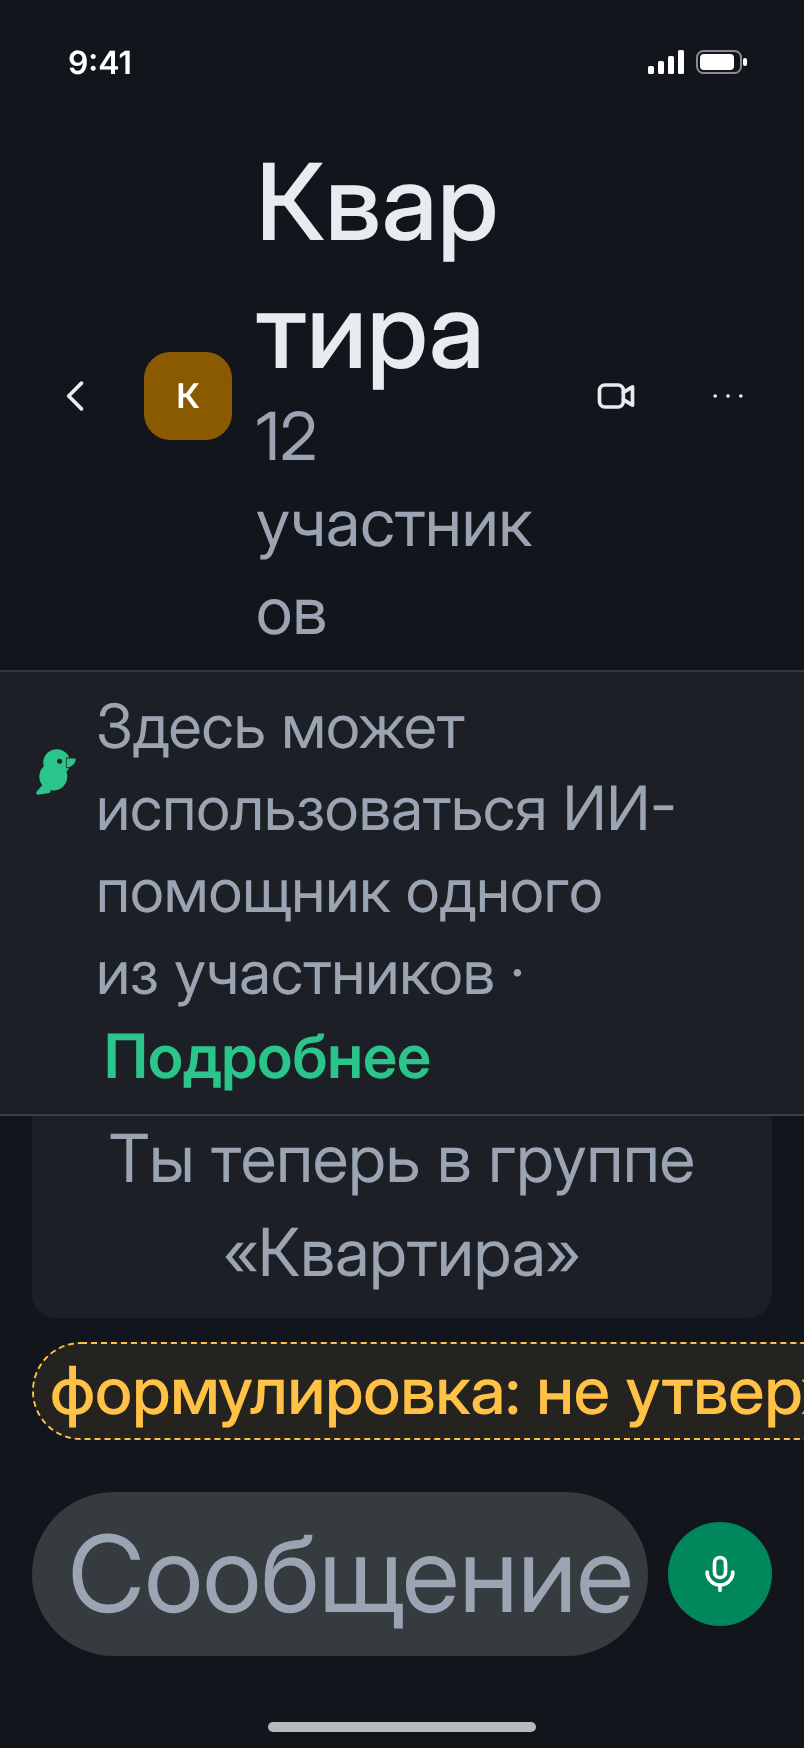 9:41
Квар
тира
К
12
участник
ов
Здесь может
использоваться ИИ-
помощник одного
из участников ·
Подробнее
Ты теперь в группе
«Квартира»
формулировка: не утвер
Сообщение